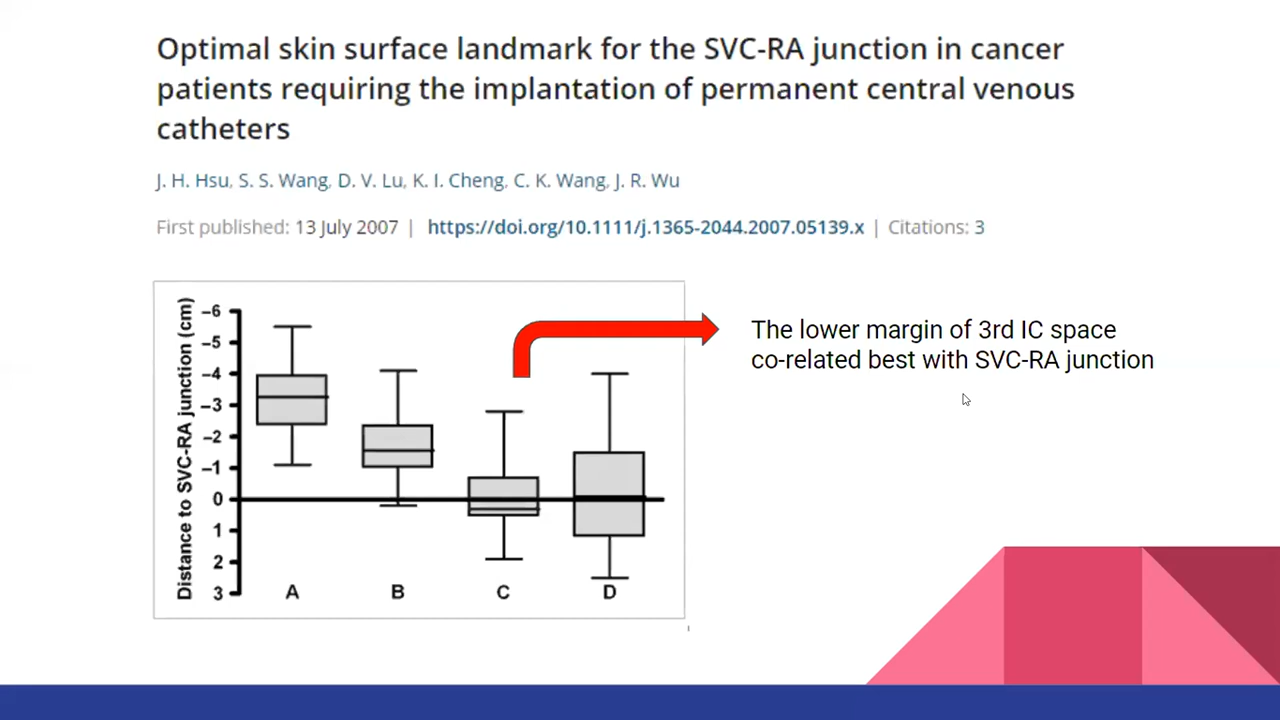 Optimal skin surface landmark for the SVC-RA junction in cancer
patients requiring the implantation of permanent central venous
catheters
J. H. Hsu, S. S. Wang, D. V. Lu, K. I. Cheng, C. K. Wang, J. R. Wu
First published: 13 July 2007 | https://doi.org/10.1111/j.1365-2044.2007.05139.x | Citations: 3
Distance to SVC-RA junction (cm)
–6
–5
–4
–3
–2
–1
0
1
2
3
A B C D
The lower margin of 3rd IC space
co-related best with SVC-RA junction